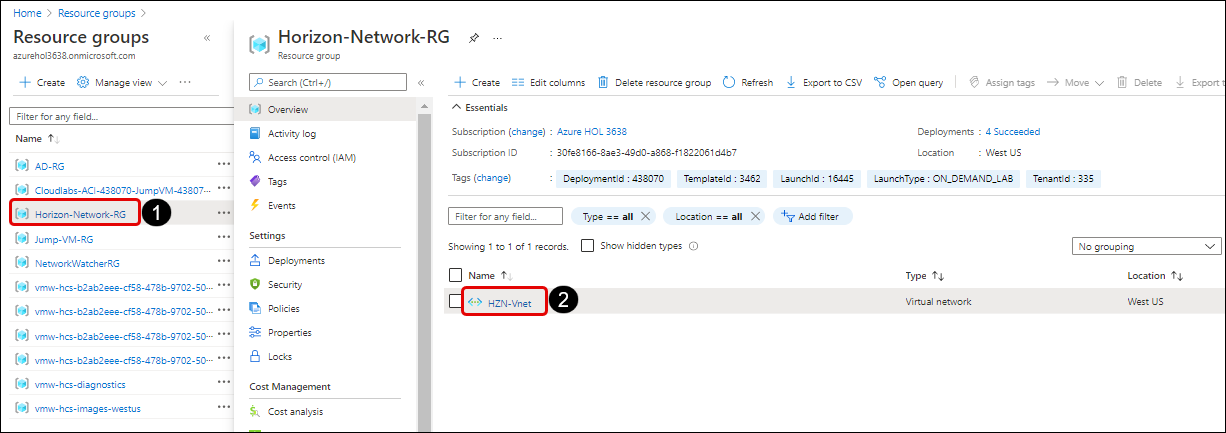 Home > Resource groups >
Resource groups «
azurehol3638.onmicrosoft.com
+ Create Manage view ···
Filter for any field...
Name ↑↓
AD-RG ···
Cloudlabs-ACI-438070-JumpVM-43807··· ···
Horizon-Network-RG ···
1
Jump-VM-RG ···
NetworkWatcherRG ···
vmw-hcs-b2ab2eee-cf58-478b-9702-50··· ···
vmw-hcs-b2ab2eee-cf58-478b-9702-50··· ···
vmw-hcs-b2ab2eee-cf58-478b-9702-50··· ···
vmw-hcs-b2ab2eee-cf58-478b-9702-50··· ···
vmw-hcs-diagnostics ···
vmw-hcs-images-westus ···
Horizon-Network-RG ···
Resource group
Search (Ctrl+/) «
Overview
Activity log
Access control (IAM)
Tags
Events
Settings
Deployments
Security
Policies
Properties
Locks
Cost Management
Cost analysis
+ Create Edit columns Delete resource group Refresh Export to CSV Open query Assign tags Move Delete Export t
Essentials
Subscription (change) : Azure HOL 3638 Deployments : 4 Succeeded
Subscription ID : 30fe8166-8ae3-49d0-a868-f1822061d4b7 Location : West US
Tags (change) : DeploymentId : 438070 TemplateId : 3462 LaunchId : 16445 LaunchType : ON_DEMAND_LAB TenantId : 335
Filter for any field... Type == all × Location == all × Add filter
Showing 1 to 1 of 1 records. Show hidden types No grouping
Name ↑↓ Type ↑↓ Location ↑↓
HZN-Vnet 2 Virtual network West US